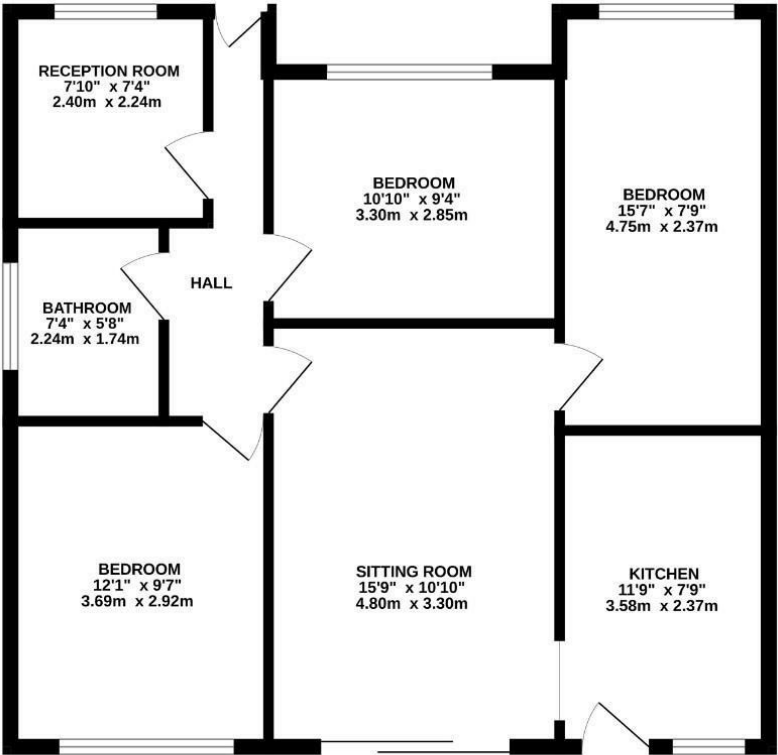 RECEPTION ROOM
7'10" x 7'4"
2.40m x 2.24m
BEDROOM
10'10" x 9'4"
3.30m x 2.85m
BEDROOM
15'7" x 7'9"
4.75m x 2.37m
HALL
BATHROOM
7'4" x 5'8"
2.24m x 1.74m
BEDROOM
12'1" x 9'7"
3.69m x 2.92m
SITTING ROOM
15'9" x 10'10"
4.80m x 3.30m
KITCHEN
11'9" x 7'9"
3.58m x 2.37m